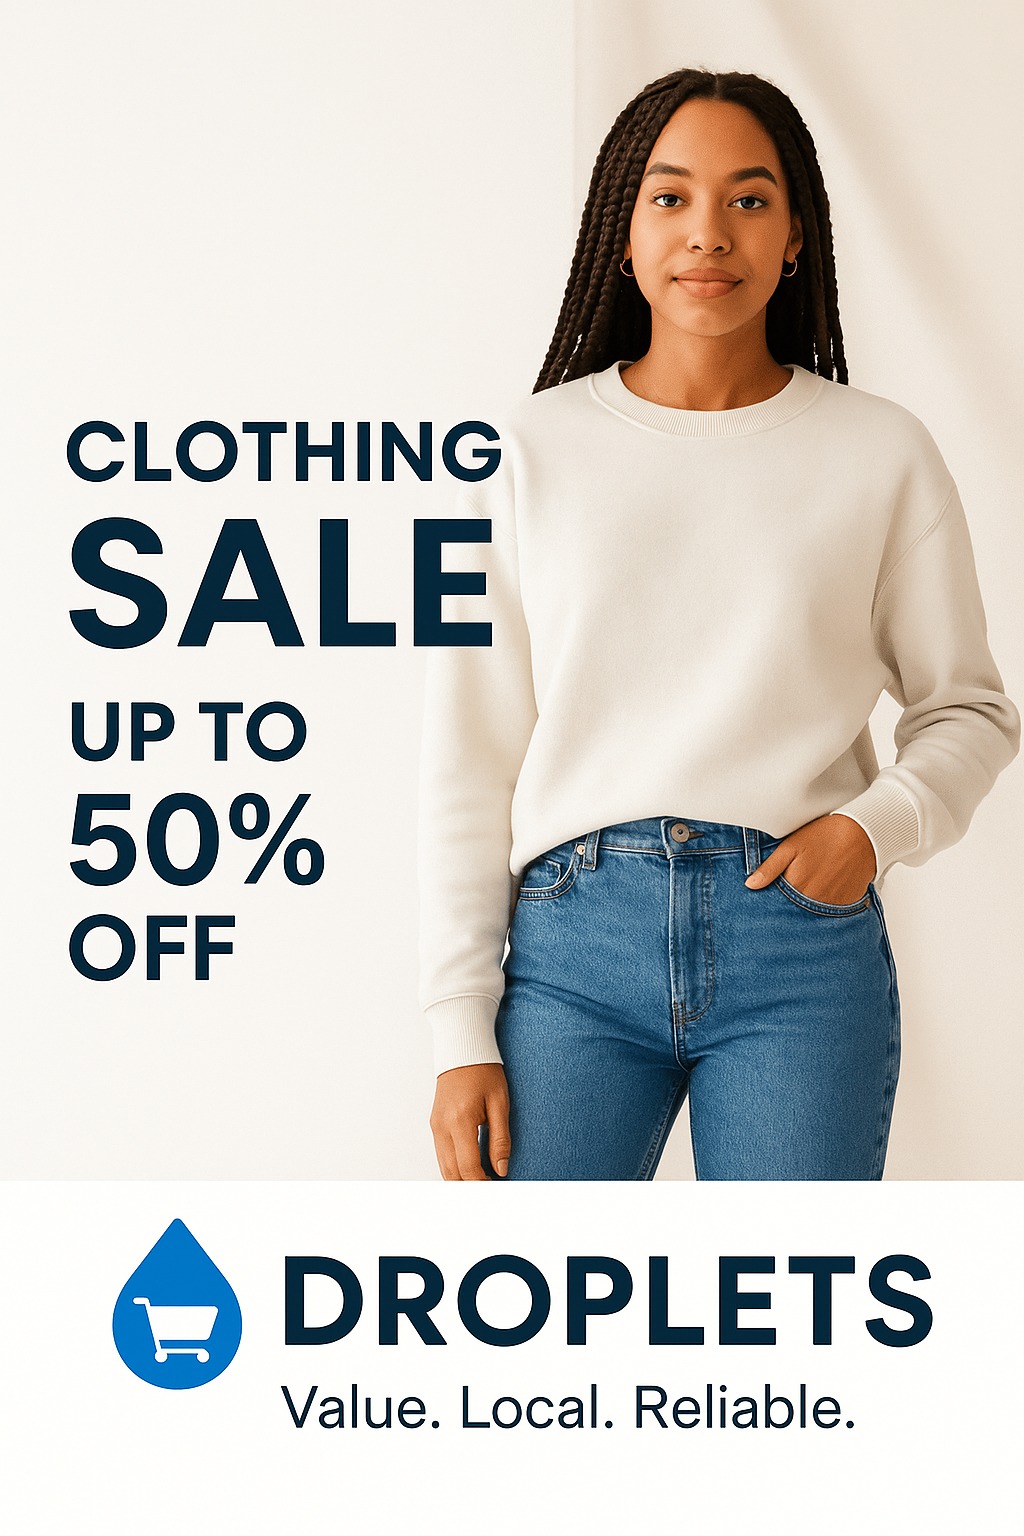 CLOTHING
SALE
UP TO
50%
OFF
DROPLETS
Value. Local. Reliable.